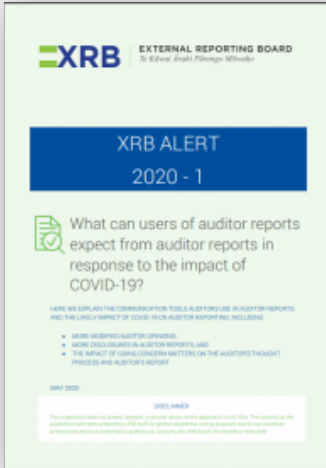 XRB
EXTERNAL REPORTING BOARD
Te Kāwai Ārahi Pūrongo Mōwaho
XRB ALERT
2020 - 1
What can users of auditor reports
expect from auditor reports in
response to the impact of
COVID-19?
HERE WE EXPLAIN THE COMMUNICATION TOOLS AUDITORS USE IN AUDITOR REPORTS
AND THE LIKELY IMPACT OF COVID-19 ON AUDITOR REPORTING, INCLUDING
MORE MODIFIED AUDITOR OPINIONS;
MORE DISCLOSURES IN AUDITOR REPORTS; AND
THE IMPACT OF GOING CONCERN MATTERS ON THE AUDITOR'S THOUGHT
PROCESS AND AUDITOR'S REPORT
MAY 2020
DISCLAIMER